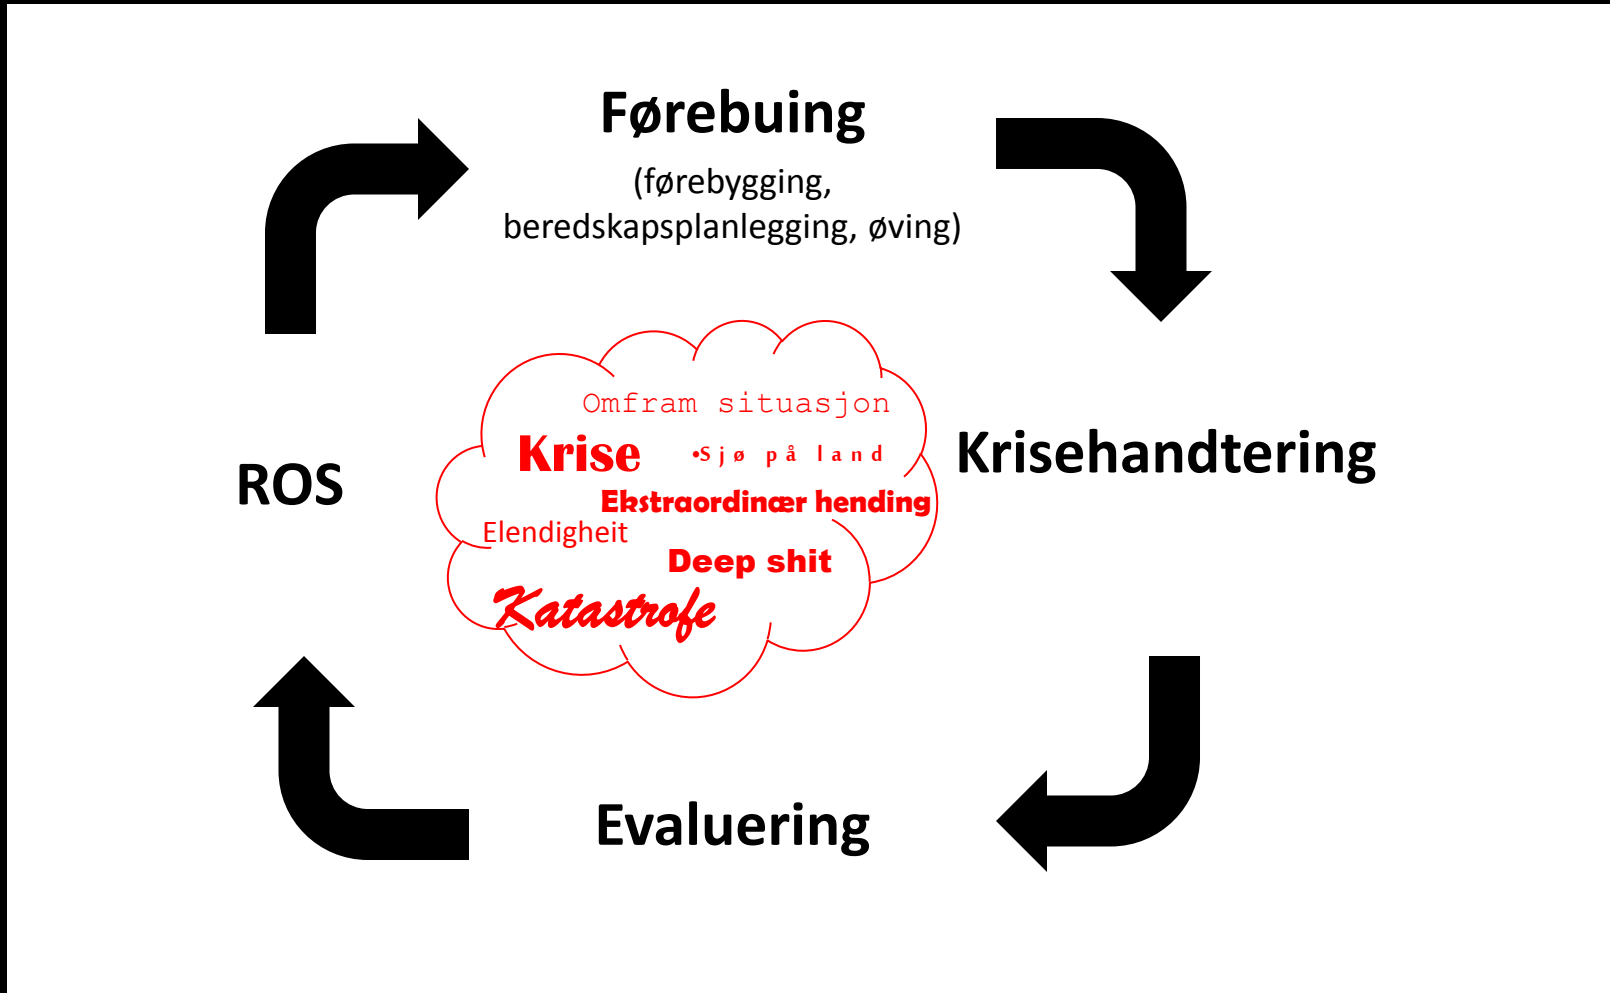 Førebuing
(førebygging,
beredskapsplanlegging, øving)
Omfram situasjon
Krise
•Sjø på land
Krisehandtering
ROS
Ekstraordinær hending
Elendigheit
Deep shit
Katastrofe
Evaluering